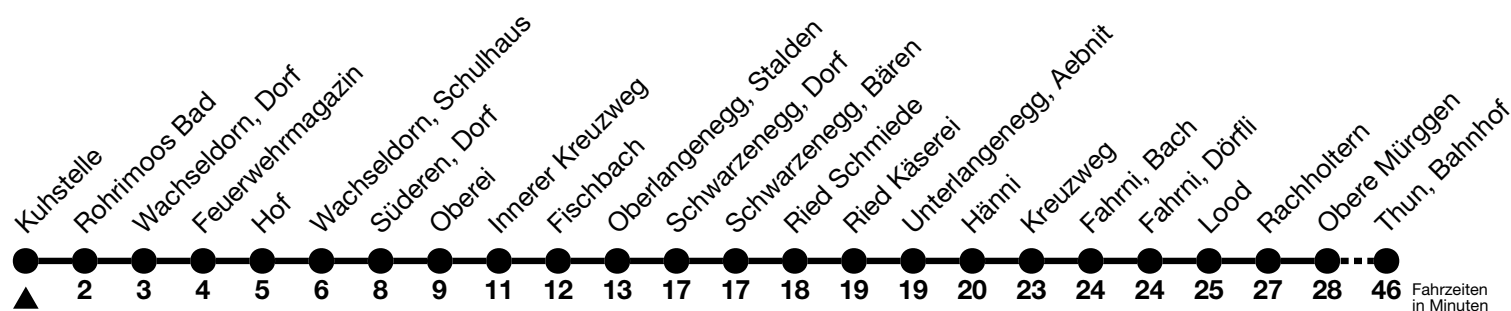 Kuhstelle
Rohrimoos Bad
Wachseldorn, Dorf
Feuerwehrmagazin
Hof
Wachseldorn, Schulhaus
Süderen, Dorf
Oberei
Innerer Kreuzweg
Fischbach
Oberlangenegg, Stalden
Schwarzenegg, Dorf
Schwarzenegg, Bären
Ried Schmiede
Ried Käserei
Unterlangenegg, Aebnit
Hänni
Kreuzweg
Fahrni, Bach
Fahrni, Dörfli
Lood
Rachholtern
Obere Mürggen
Thun, Bahnhof
2 3 4 5 6 8 9 11 12 13 17 17 18 19 19 20 23 24 24 25 27 28 46 Fahrzeiten
in Minuten